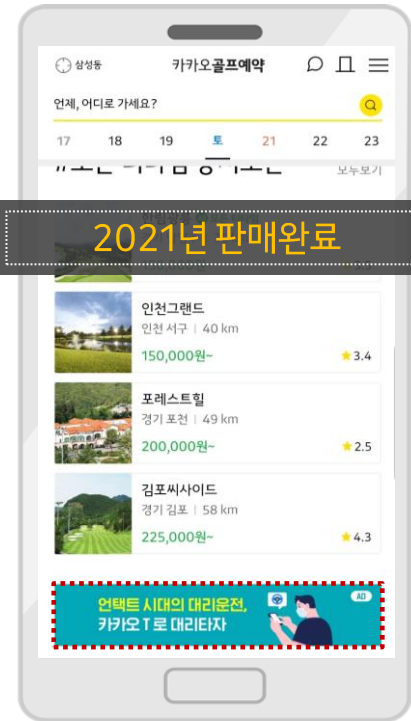 삼성동
카카오골프예약
언제, 어디로 가세요?
17 18 19 토 21 22 23
모두보기
2021년 판매완료
인천그랜드
인천 서구 | 40 km
150,000원~ ★3.4
포레스트힐
경기 포천 | 49 km
200,000원~ ★2.5
김포씨사이드
경기 김포 | 58 km
225,000원~ ★4.3
언택트 시대의 대리운전,
카카오 T 로 대리타자
AD